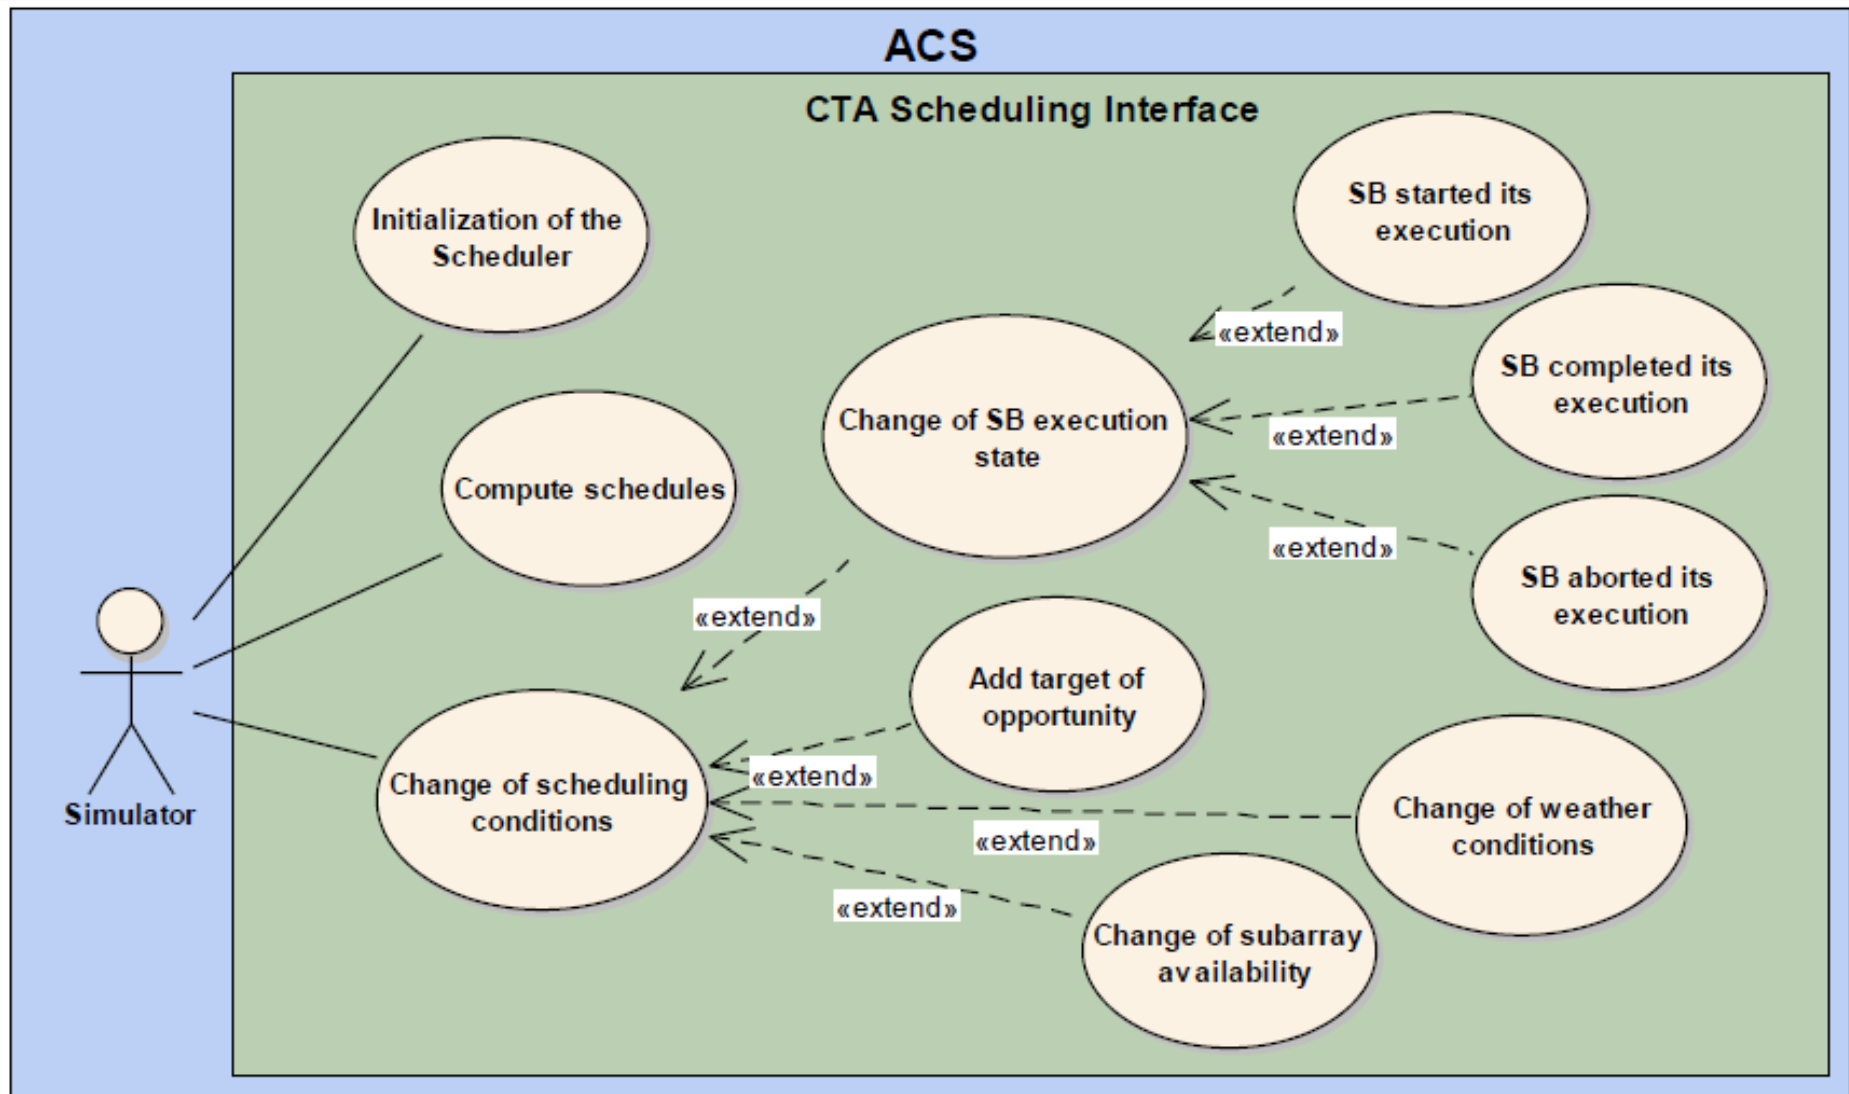 ACS
CTA Scheduling Interface
Initialization of the
Scheduler
SB started its
execution
«extend»
SB completed its
execution
«extend»
Change of SB execution
state
Compute schedules
«extend»
SB aborted its
execution
«extend»
Add target of
opportunity
«extend»
Simulator
Change of scheduling
conditions
Change of weather
conditions
«extend»
«extend»
Change of subarray
availability